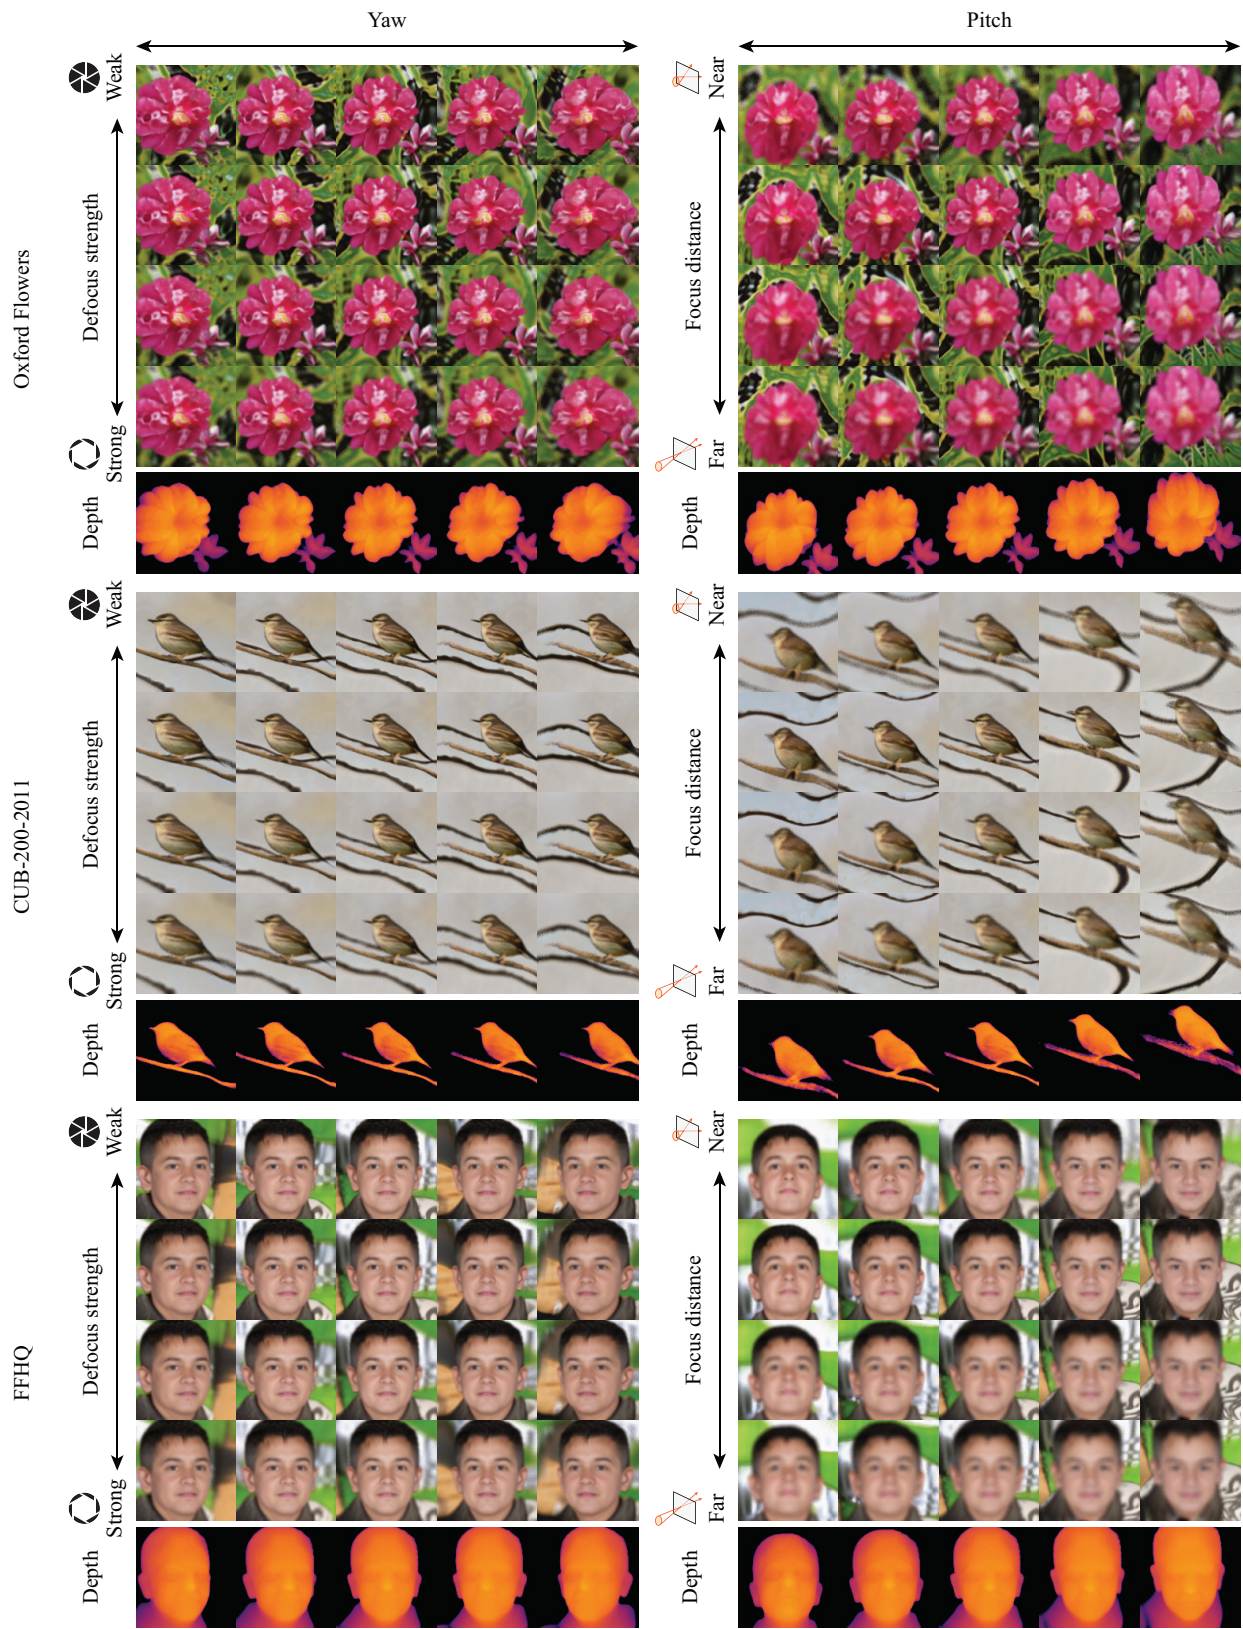 Yaw
Pitch
Oxford Flowers
Weak
Defocus strength
Strong
Depth
Near
Focus distance
Far
Depth
CUB-200-2011
Weak
Defocus strength
Strong
Depth
Near
Focus distance
Far
Depth
FFHQ
Weak
Defocus strength
Strong
Depth
Near
Focus distance
Far
Depth